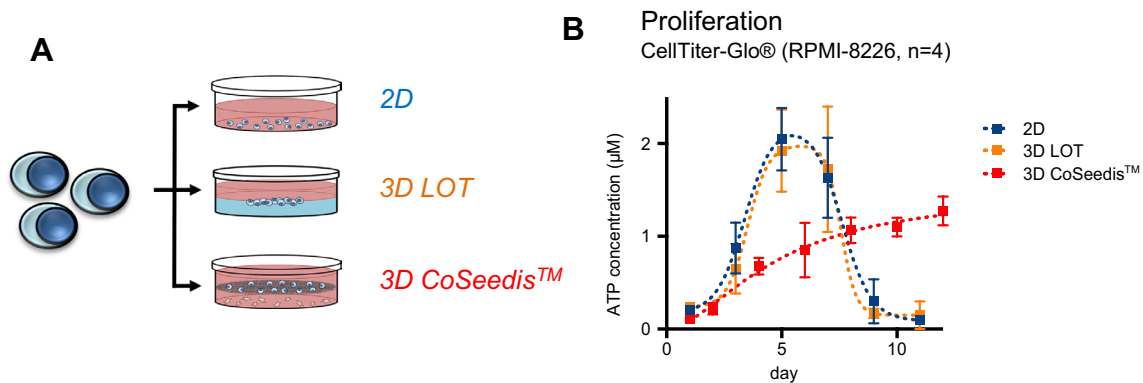 A
2D
3D LOT
3D CoSeedis™
B
Proliferation
CellTiter-Glo® (RPMI-8226, n=4)
ATP concentration (µM)
2
1
0
0
5
10
day
2D
3D LOT
3D CoSeedis™